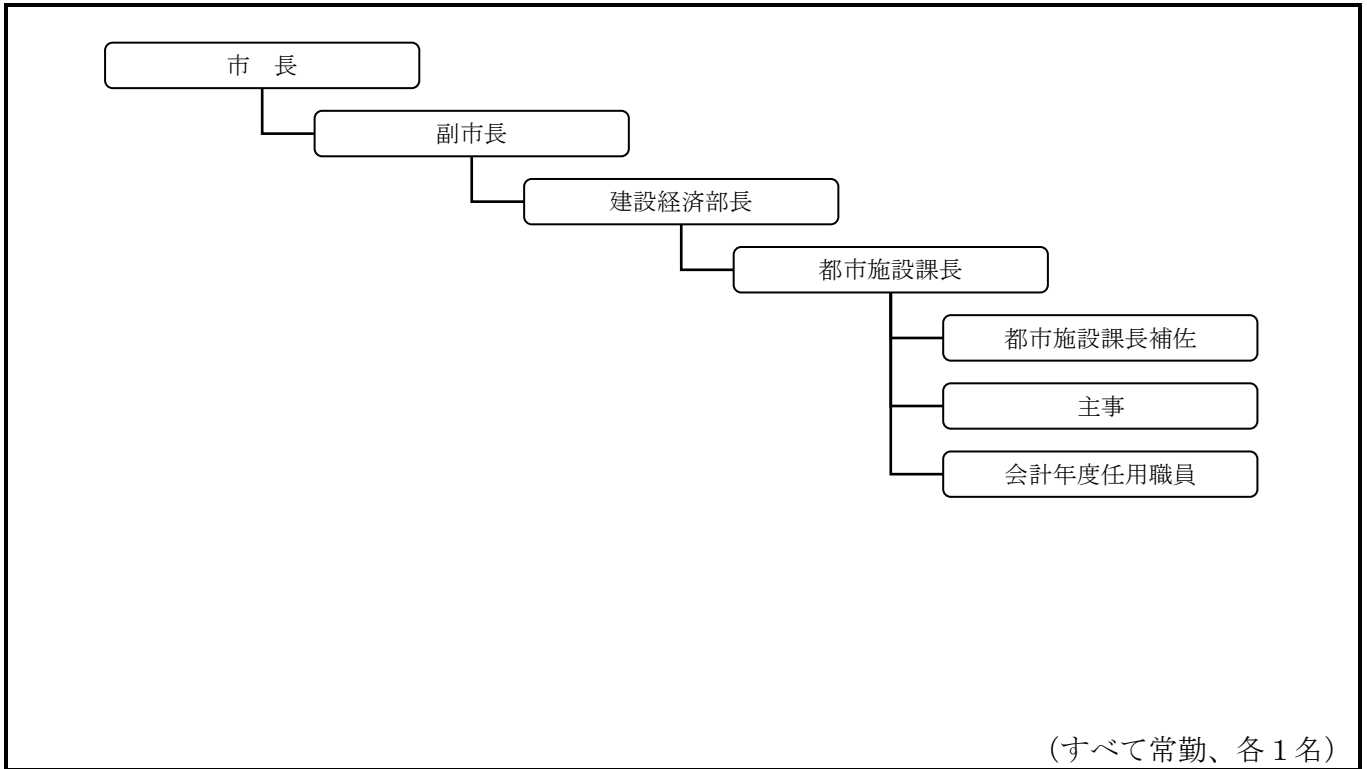 市　長
副市長
建設経済部長
都市施設課長
都市施設課長補佐
主事
会計年度任用職員
（すべて常勤、各１名）